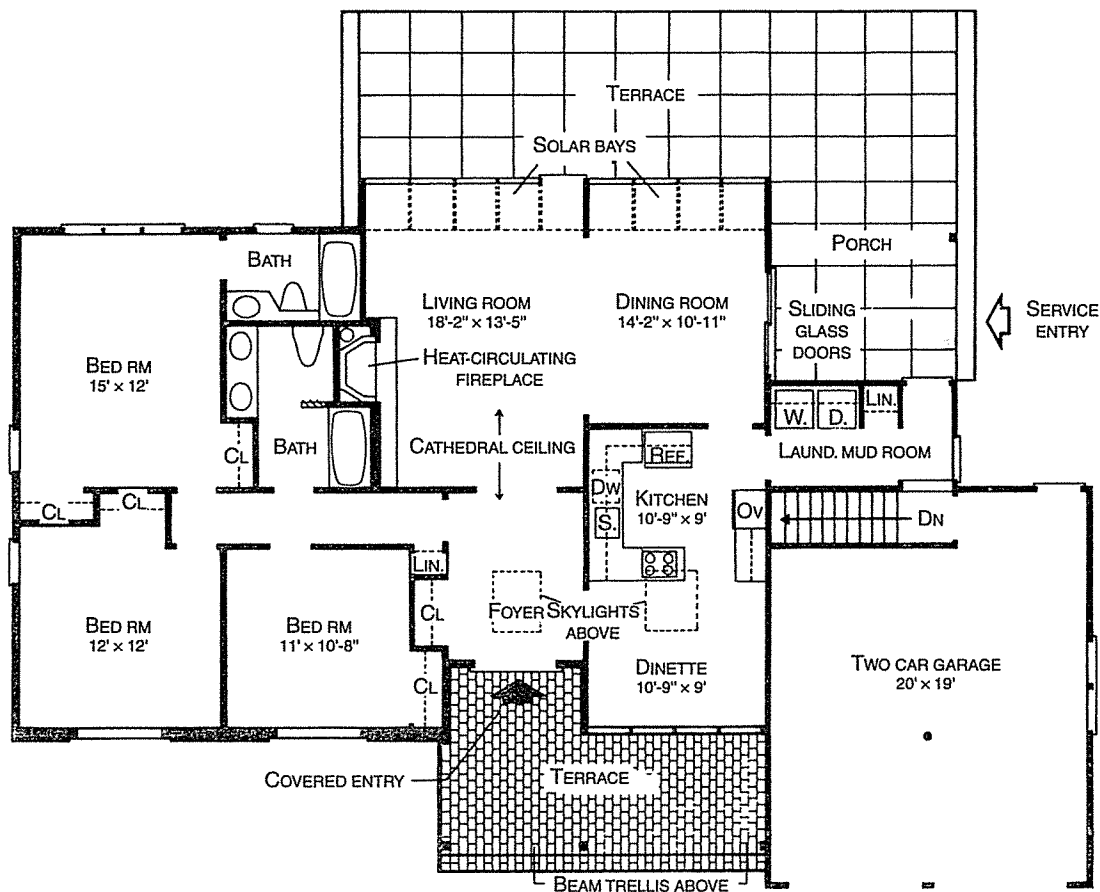 TERRACE
SOLAR BAYS
BATH
PORCH
LIVING ROOM
18'-2" × 13'-5"
DINING ROOM
14'-2" × 10'-11"
SLIDING
GLASS
DOORS
SERVICE
ENTRY
BED RM
15' × 12'
HEAT-CIRCULATING
FIREPLACE
W.
D.
LIN.
CL
BATH
CATHEDRAL CEILING
REF.
LAUND. MUD ROOM
CL
CL
DW
S.
KITCHEN
10'-9" × 9'
OV
DN
LIN.
CL
FOYER
SKYLIGHTS
ABOVE
BED RM
12' × 12'
BED RM
11' × 10'-8"
CL
DINETTE
10'-9" × 9'
TWO CAR GARAGE
20' × 19'
COVERED ENTRY
TERRACE
BEAM TRELLIS ABOVE